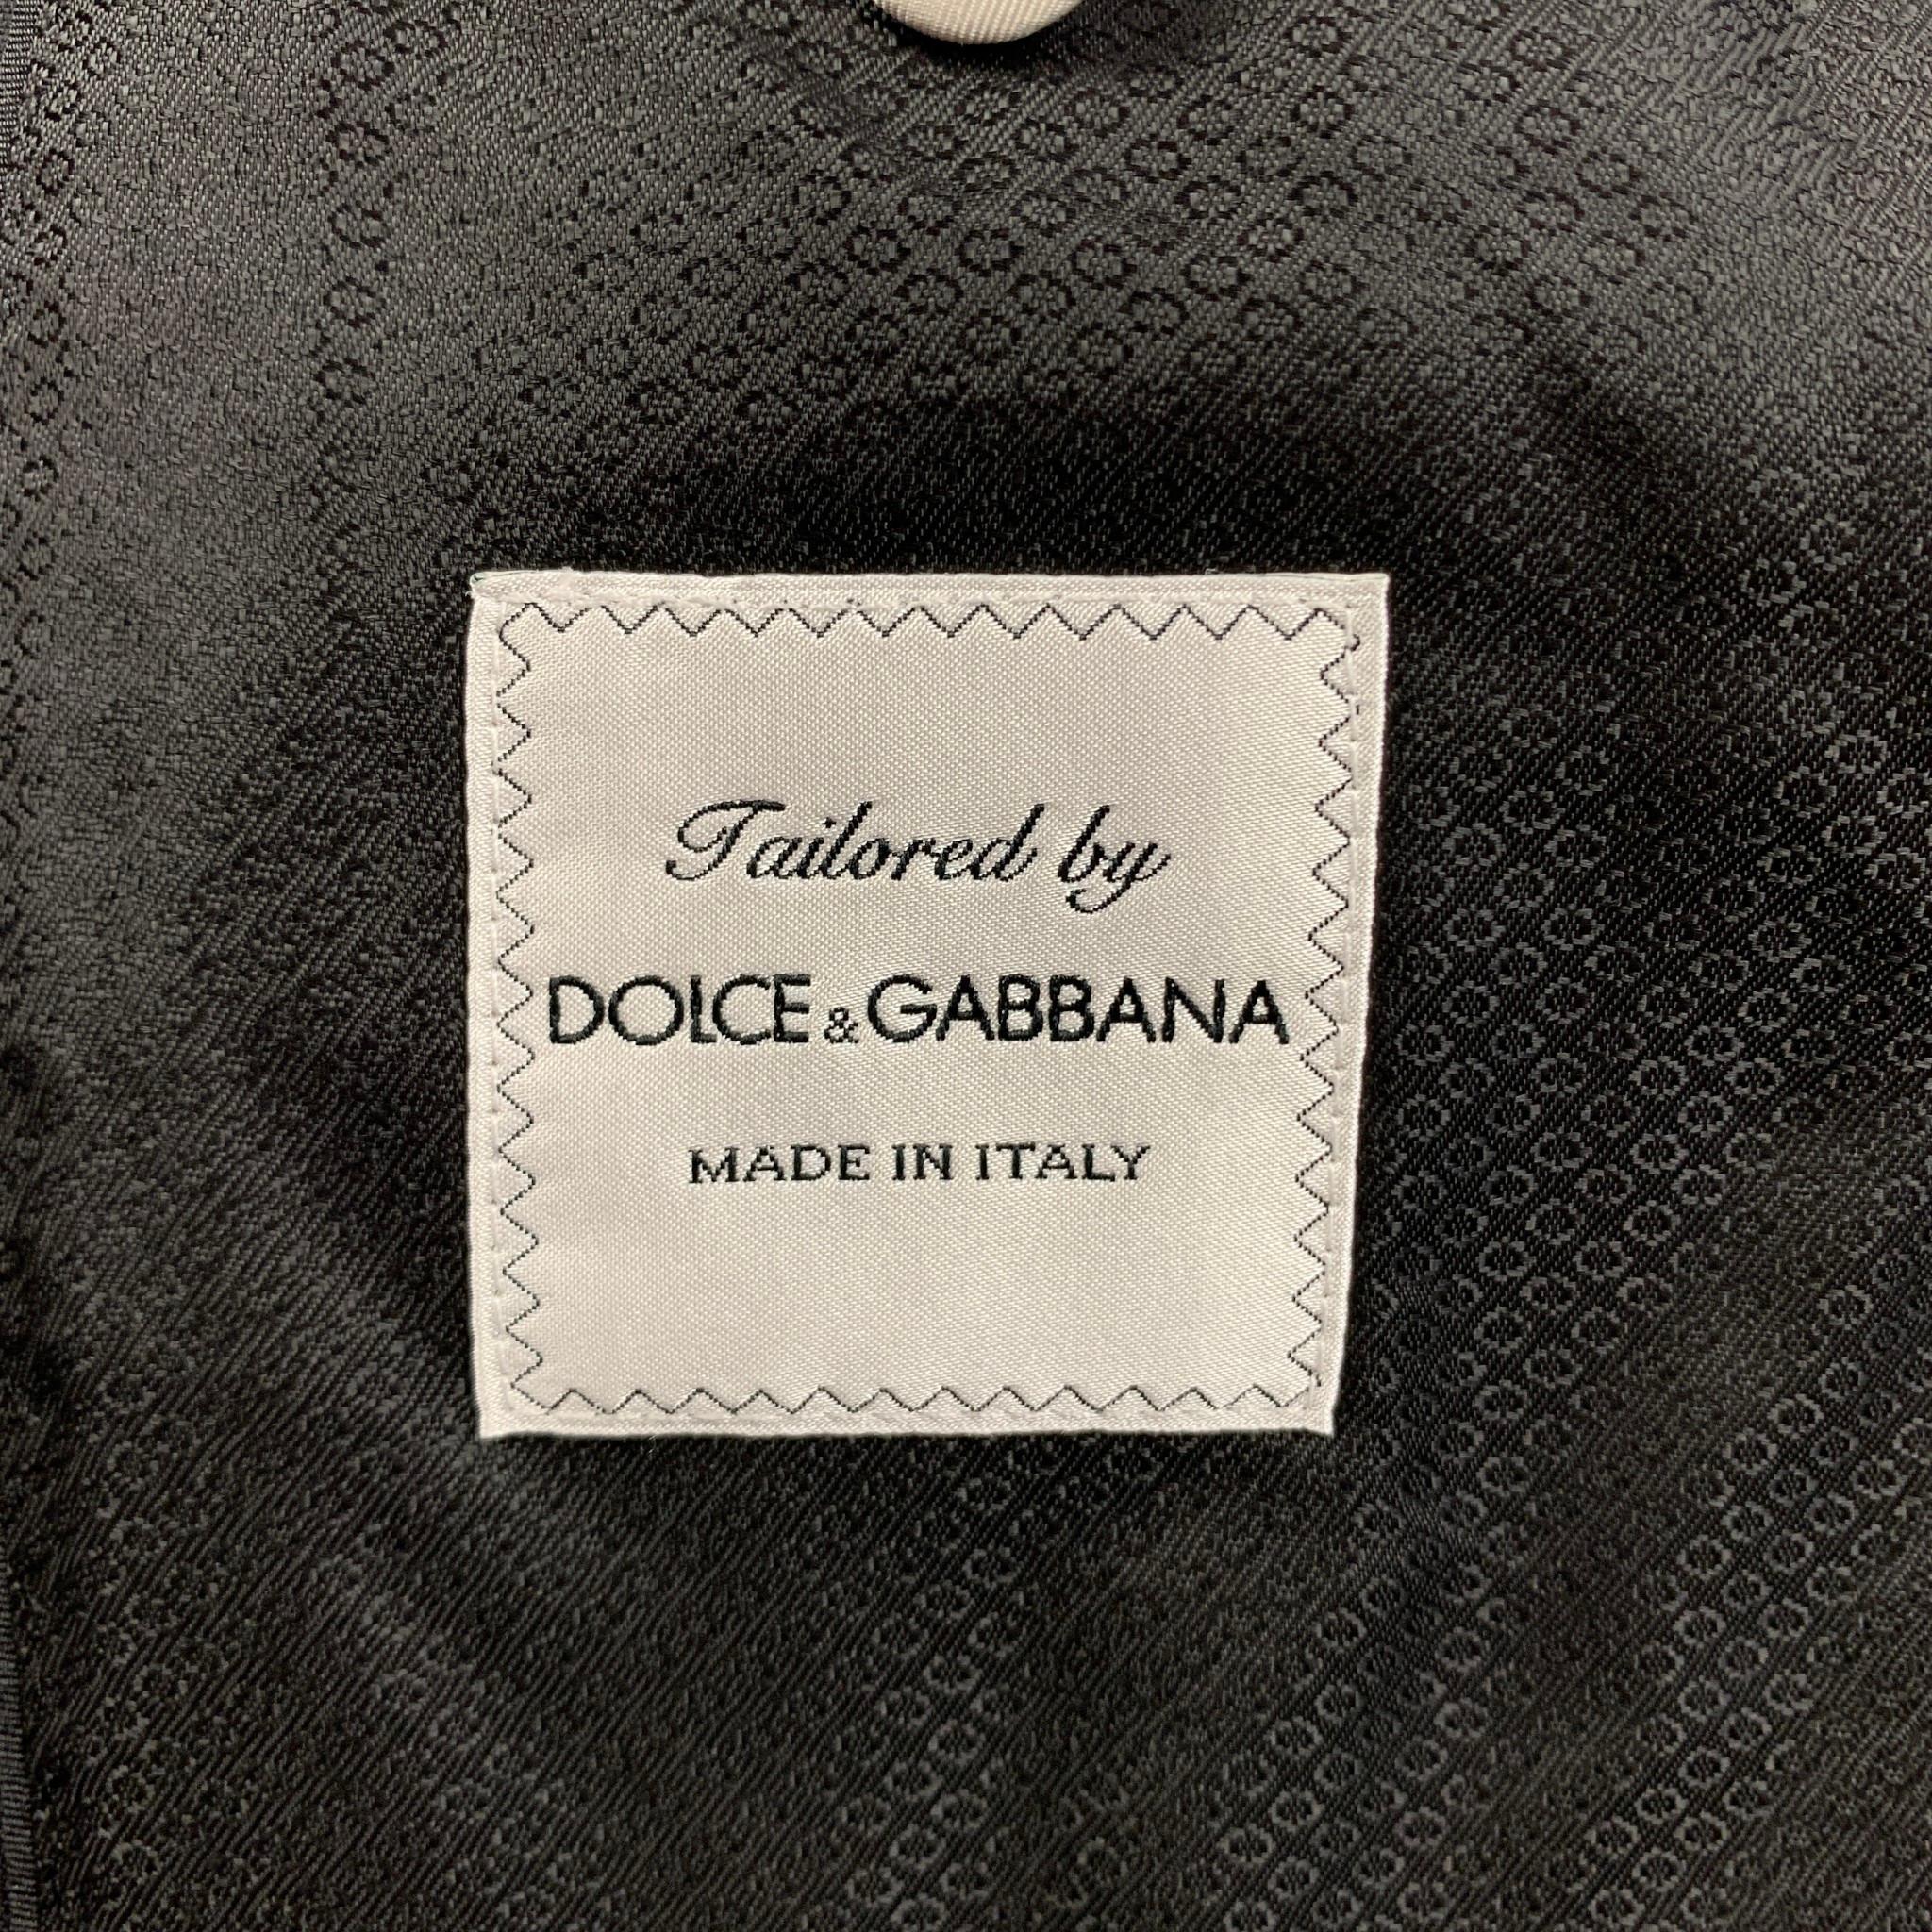 Tailored by
DOLCE & GABBANA
MADE IN ITALY